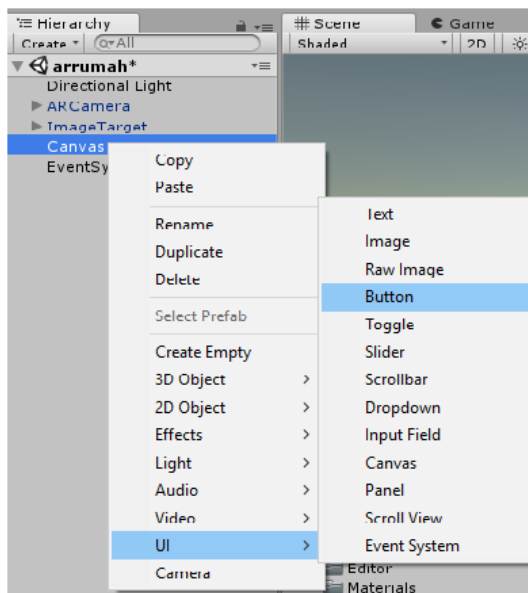 Hierarchy
Create
All
arrumah*
Directional Light
ARCamera
ImageTarget
Canvas
EventSy
Scene
Game
Shaded
2D
Copy
Paste
Rename
Duplicate
Delete
Select Prefab
Create Empty
3D Object
2D Object
Effects
Light
Audio
Video
UI
Camera
Text
Image
Raw Image
Button
Toggle
Slider
Scrollbar
Dropdown
Input Field
Canvas
Panel
Scroll View
Event System
Editor
Materials